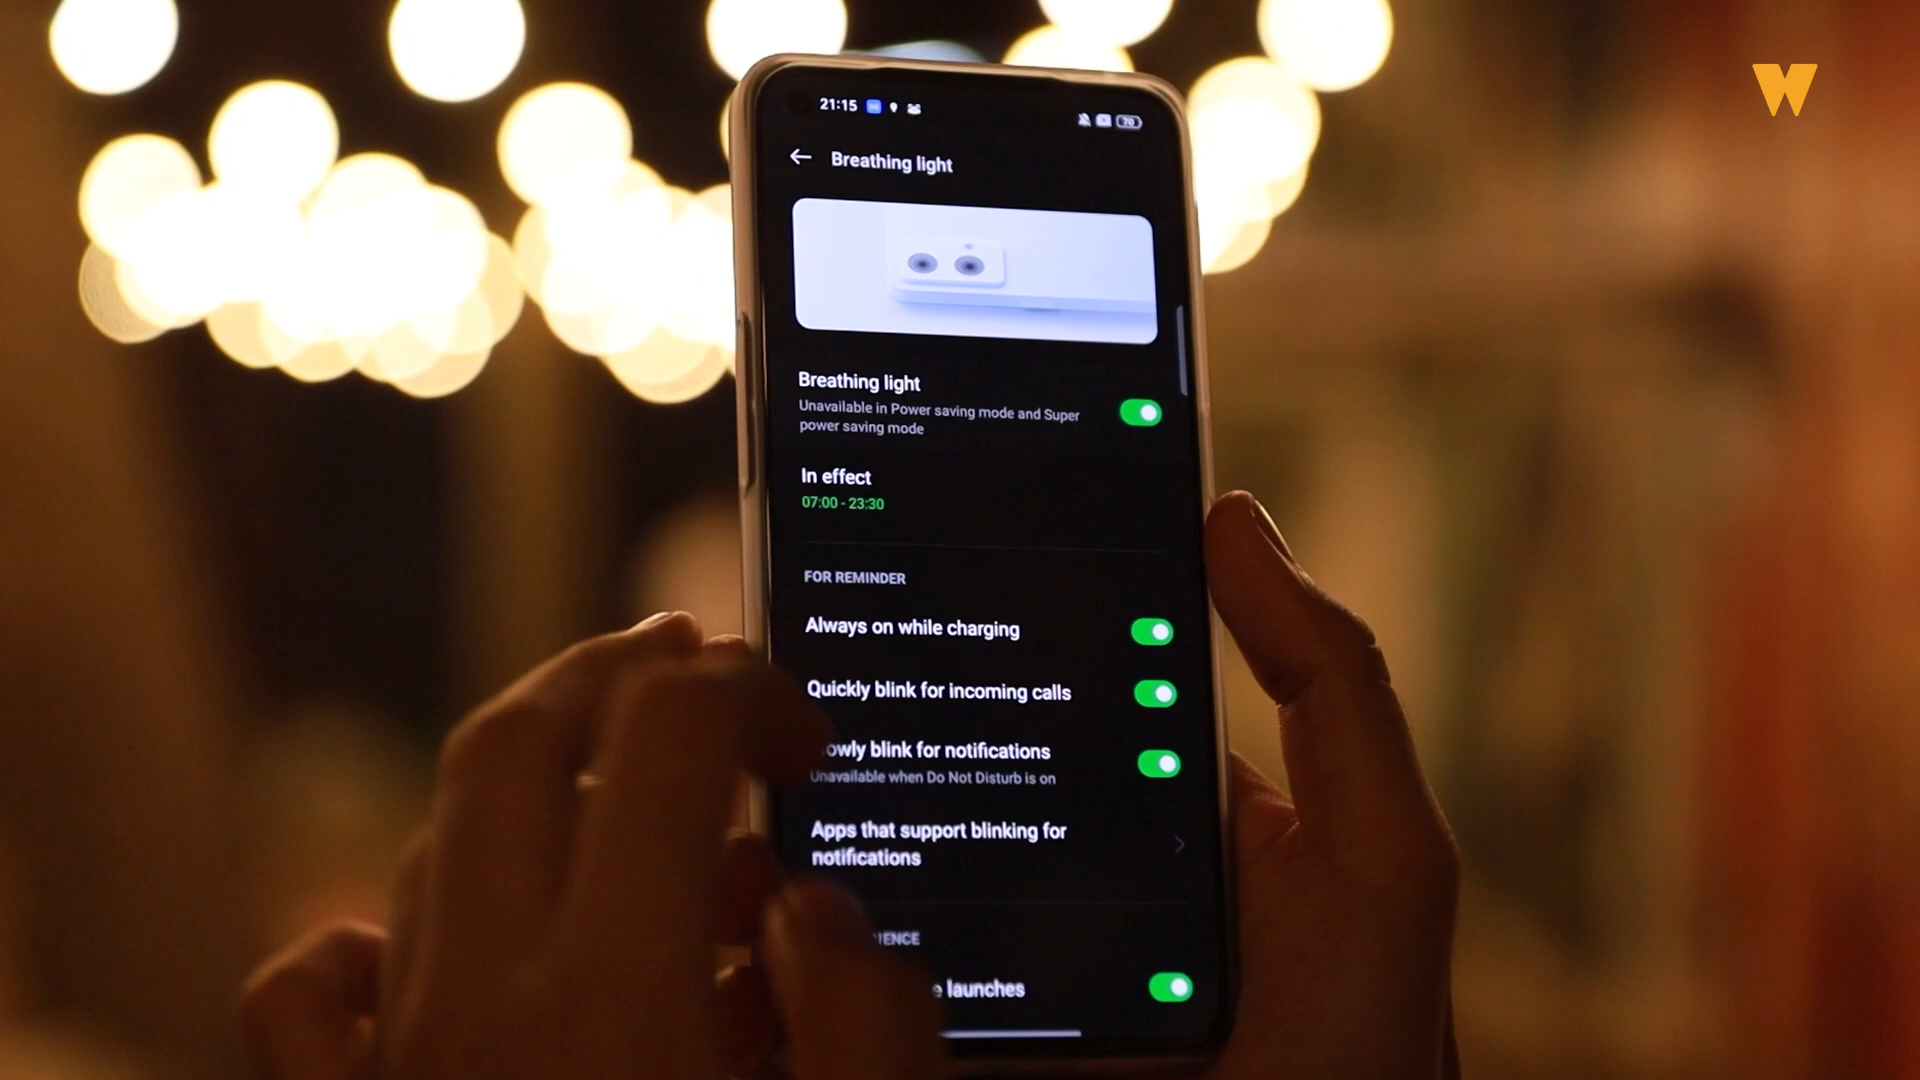 21:15
70
Breathing light
Breathing light
Unavailable in Power saving mode and Super
power saving mode
In effect
07:00 - 23:30
FOR REMINDER
Always on while charging
Quickly blink for incoming calls
blink for notifications
Unavailable when Do Not Disturb is on
Apps that support blinking for
notifications
launches
W